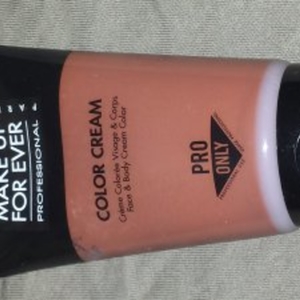 MAKE UP
FOR EVER
PROFESSIONAL
COLOR CREAM
Crème Colorée Visage & Corps
Face & Body Cream Color
PRO
ONLY